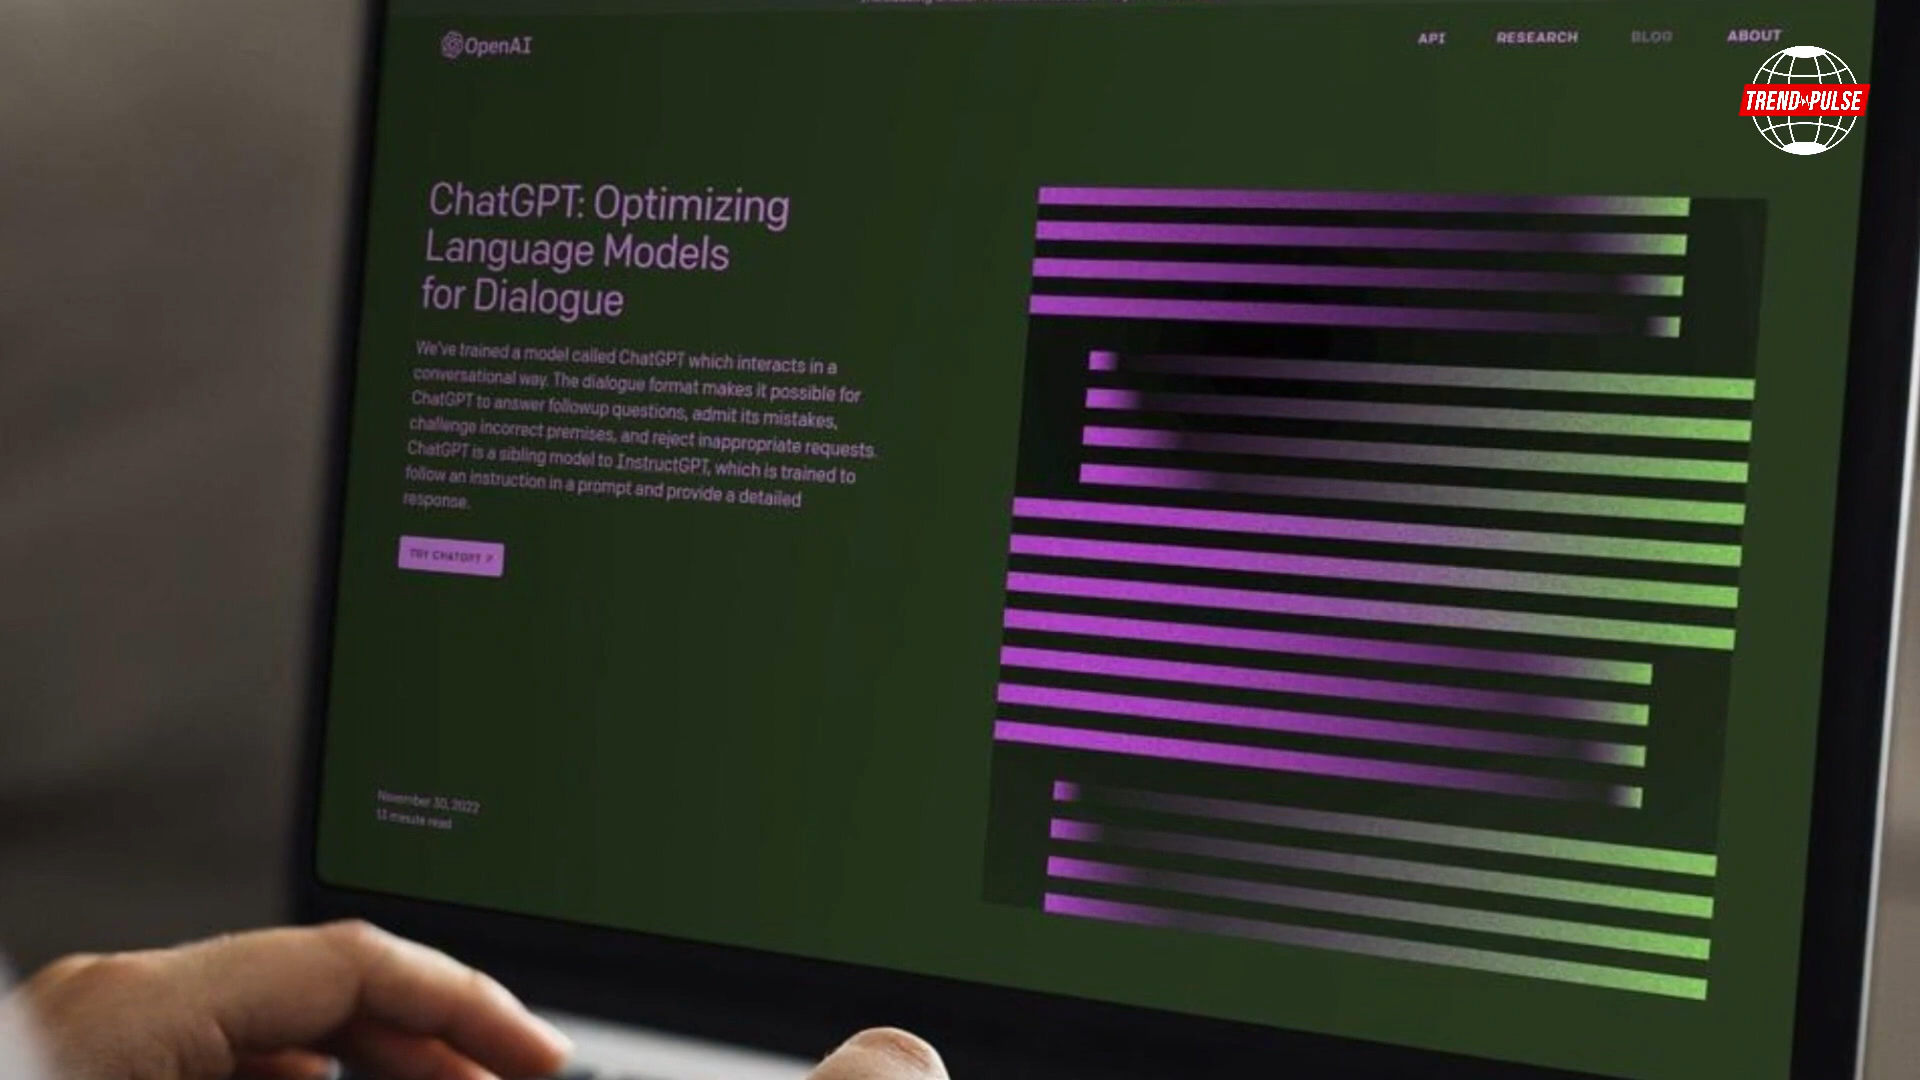 OpenAI
API RESEARCH BLOG ABOUT
TREND PULSE
ChatGPT: Optimizing
Language Models
for Dialogue
We've trained a model called ChatGPT which interacts in a
conversational way. The dialogue format makes it possible for
ChatGPT to answer followup questions, admit its mistakes,
challenge incorrect premises, and reject inappropriate requests.
ChatGPT is a sibling model to InstructGPT, which is trained to
follow an instruction in a prompt and provide a detailed
response.
TRY CHATGPT ↗
November 30, 2022
13 minute read